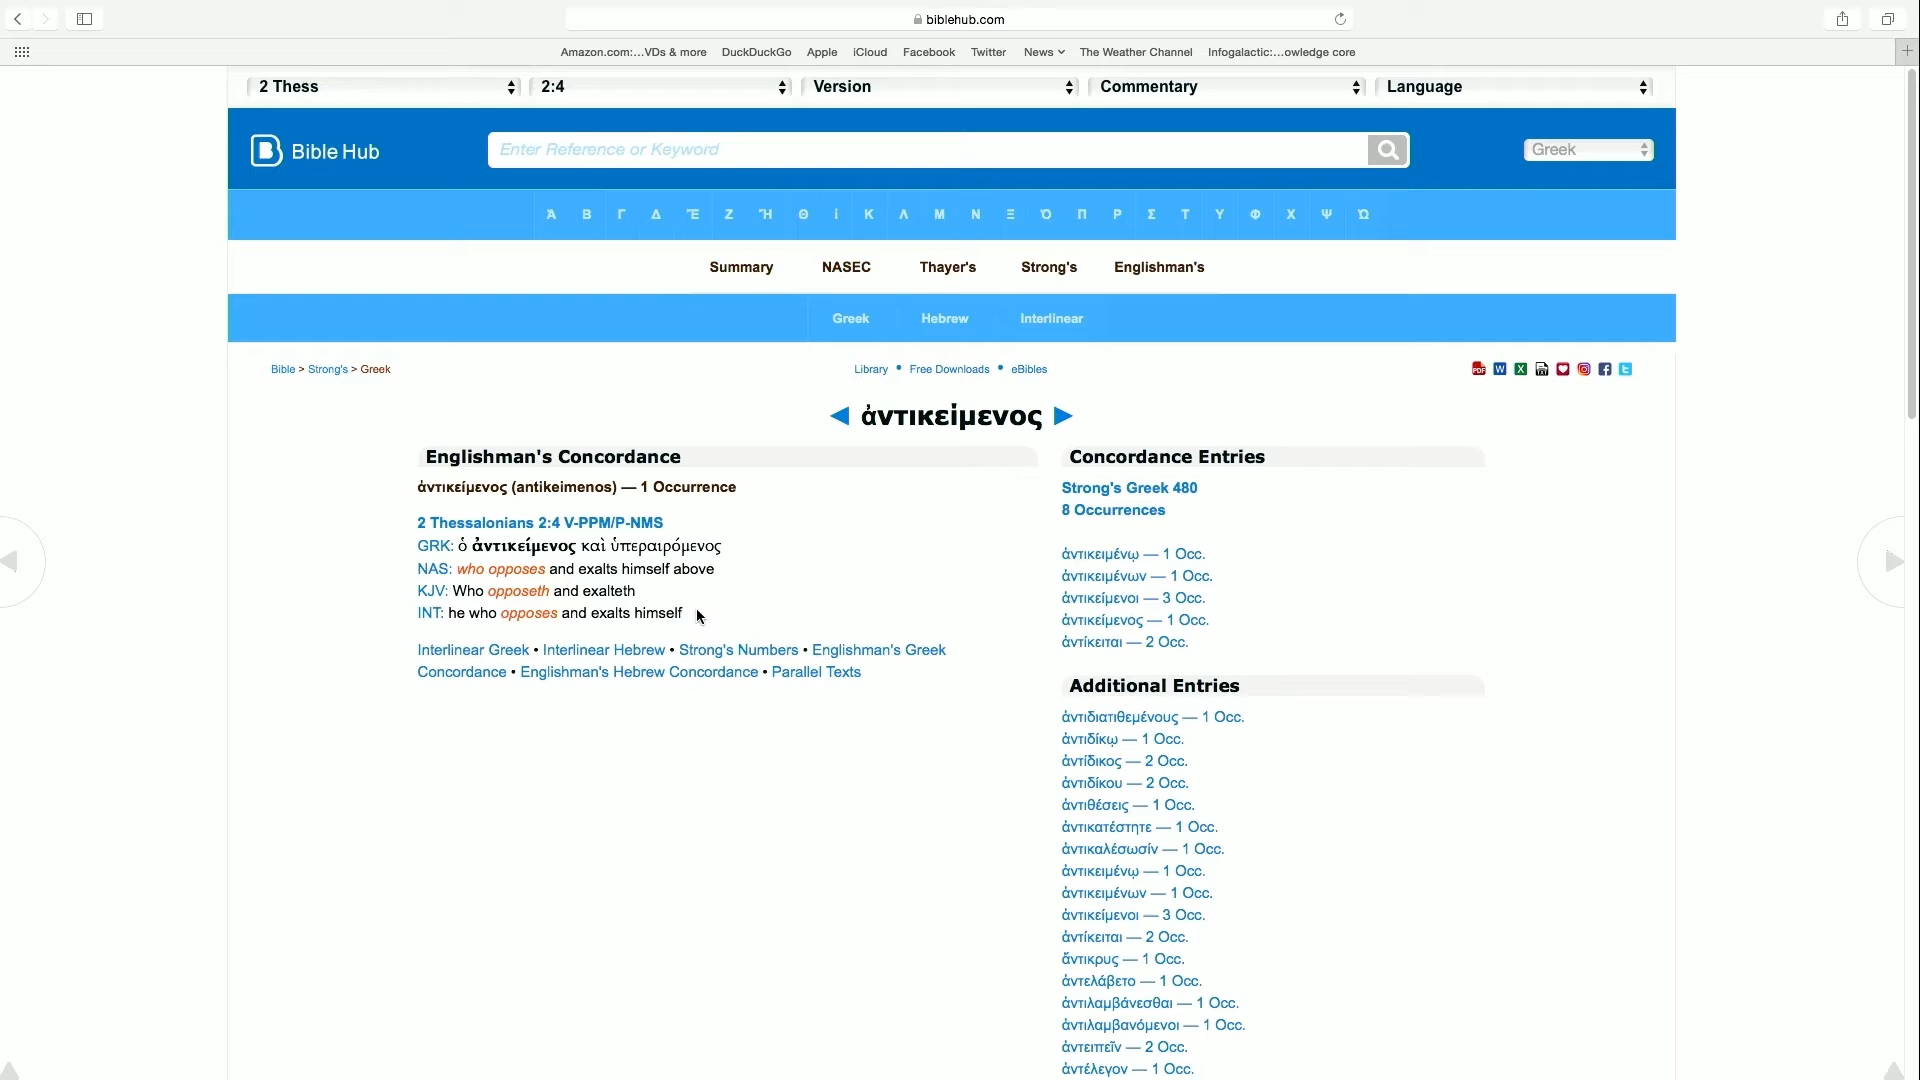 biblehub.com
Amazon.com:...VDs & more DuckDuckGo Apple iCloud Facebook Twitter News The Weather Channel Infogalactic:...owledge core
2 Thess 2:4 Version Commentary Language
Bible Hub Enter Reference or Keyword Greek
Ἀ Β Γ Δ Ἔ Ζ Ἤ Θ Ἰ Κ Λ Μ Ν Ξ Ὀ Π Ρ Σ Τ Υ Φ Χ Ψ Ὠ
Summary NASEC Thayer's Strong's Englishman's
Greek Hebrew Interlinear
Bible > Strong's > Greek
Library • Free Downloads • eBibles
◄ ἀντικείμενος ►
Englishman's Concordance
ἀντικείμενος (antikeimenos) — 1 Occurrence
2 Thessalonians 2:4 V-PPM/P-NMS
GRK: ὁ ἀντικείμενος καὶ ὑπεραιρόμενος
NAS: who opposes and exalts himself above
KJV: Who opposeth and exalteth
INT: he who opposes and exalts himself
Interlinear Greek • Interlinear Hebrew • Strong's Numbers • Englishman's Greek
Concordance • Englishman's Hebrew Concordance • Parallel Texts
Concordance Entries
Strong's Greek 480
8 Occurrences
ἀντικειμένῳ — 1 Occ.
ἀντικειμένων — 1 Occ.
ἀντικείμενοι — 3 Occ.
ἀντικείμενος — 1 Occ.
ἀντίκειται — 2 Occ.
Additional Entries
ἀντιδιατιθεμένους — 1 Occ.
ἀντιδίκῳ — 1 Occ.
ἀντίδικος — 2 Occ.
ἀντιδίκου — 2 Occ.
ἀντιθέσεις — 1 Occ.
ἀντικατέστητε — 1 Occ.
ἀντικαλέσωσίν — 1 Occ.
ἀντικειμένῳ — 1 Occ.
ἀντικειμένων — 1 Occ.
ἀντικείμενοι — 3 Occ.
ἀντίκειται — 2 Occ.
ἄντικρυς — 1 Occ.
ἀντελάβετο — 1 Occ.
ἀντιλαμβάνεσθαι — 1 Occ.
ἀντιλαμβανόμενοι — 1 Occ.
ἀντειπεῖν — 2 Occ.
ἀντέλεγον — 1 Occ.